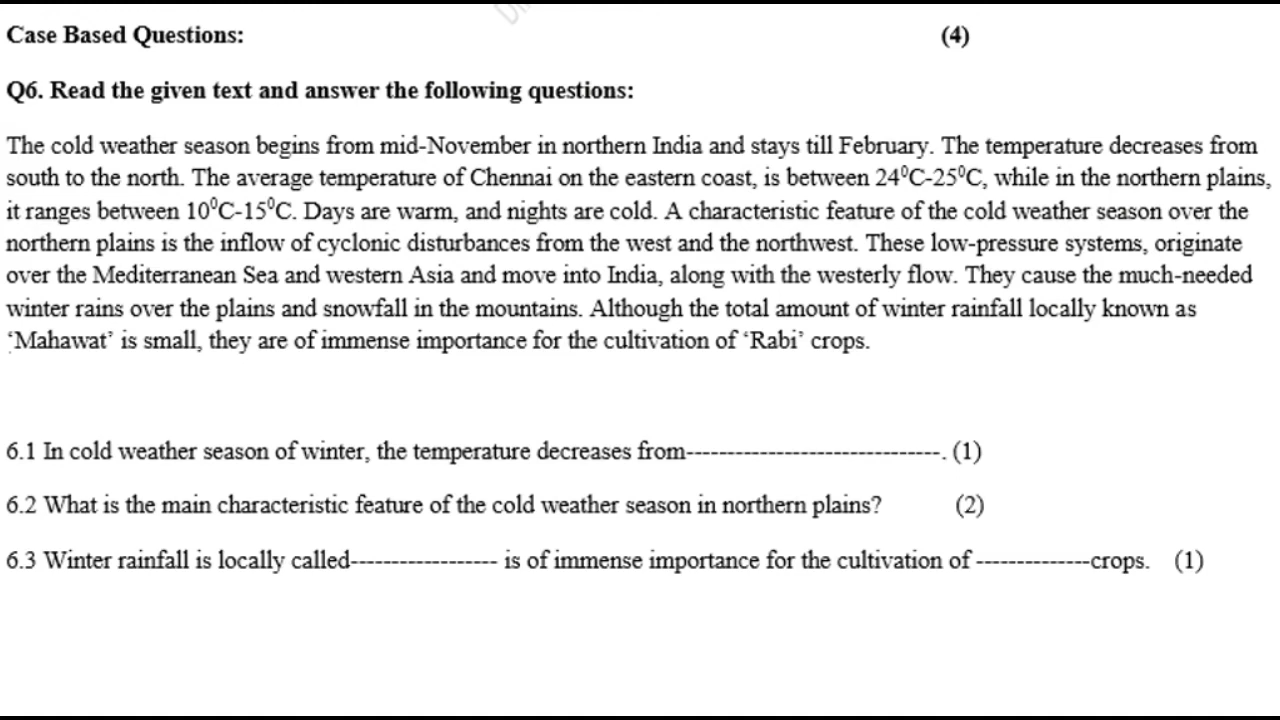 Case Based Questions: (4)
Q6. Read the given text and answer the following questions:
The cold weather season begins from mid-November in northern India and stays till February. The temperature decreases from
south to the north. The average temperature of Chennai on the eastern coast, is between 24⁰C-25⁰C, while in the northern plains,
it ranges between 10⁰C-15⁰C. Days are warm, and nights are cold. A characteristic feature of the cold weather season over the
northern plains is the inflow of cyclonic disturbances from the west and the northwest. These low-pressure systems, originate
over the Mediterranean Sea and western Asia and move into India, along with the westerly flow. They cause the much-needed
winter rains over the plains and snowfall in the mountains. Although the total amount of winter rainfall locally known as
‘Mahawat’ is small, they are of immense importance for the cultivation of ‘Rabi’ crops.
6.1 In cold weather season of winter, the temperature decreases from-------------------------------. (1)
6.2 What is the main characteristic feature of the cold weather season in northern plains? (2)
6.3 Winter rainfall is locally called------------------ is of immense importance for the cultivation of --------------crops. (1)